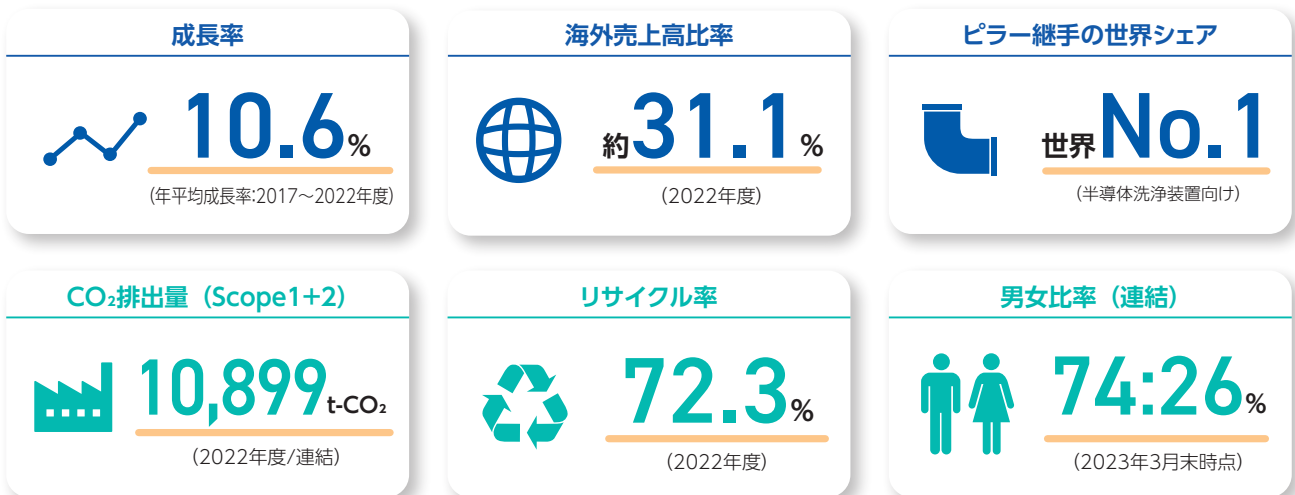 成長率
10.6%
(年平均成長率:2017〜2022年度)
海外売上高比率
約31.1%
(2022年度)
ピラー継手の世界シェア
世界No.1
(半導体洗浄装置向け)
CO₂排出量（Scope1+2）
10,899t-CO₂
(2022年度/連結)
リサイクル率
72.3%
(2022年度)
男女比率（連結）
74:26%
(2023年3月末時点)